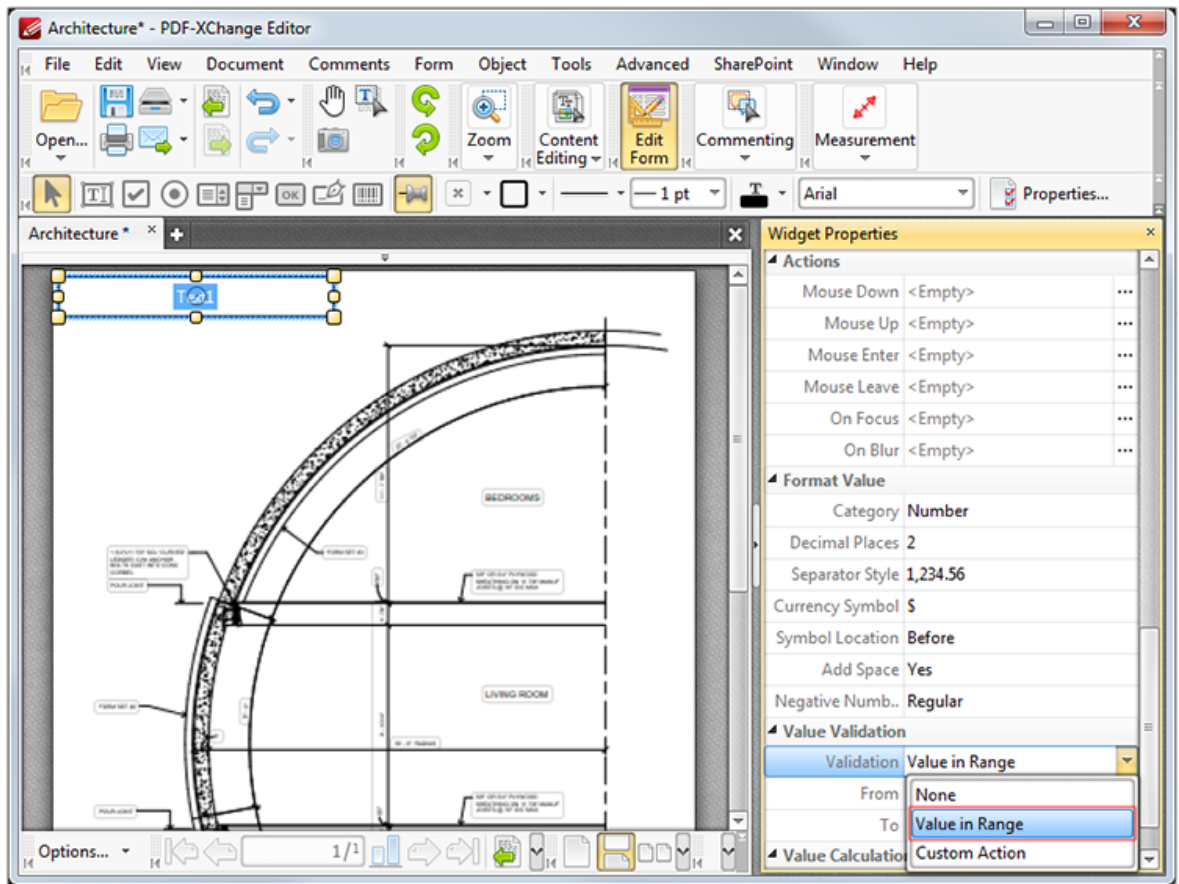 Architecture* - PDF-XChange Editor
File Edit View Document Comments Form Object Tools Advanced SharePoint Window Help
Open... Zoom Content Editing Edit Form Commenting Measurement
OK 1 pt T Arial Properties...
Architecture *
Widget Properties
Text1
Actions
Mouse Down <Empty> ...
Mouse Up <Empty> ...
Mouse Enter <Empty> ...
Mouse Leave <Empty> ...
On Focus <Empty> ...
On Blur <Empty> ...
Format Value
Category Number
Decimal Places 2
Separator Style 1,234.56
Currency Symbol $
Symbol Location Before
Add Space Yes
Negative Numb.. Regular
Value Validation
Validation Value in Range
From
To
None
Value in Range
Custom Action
Value Calculatio
BEDROOMS
LIVING ROOM
Options... 1/1